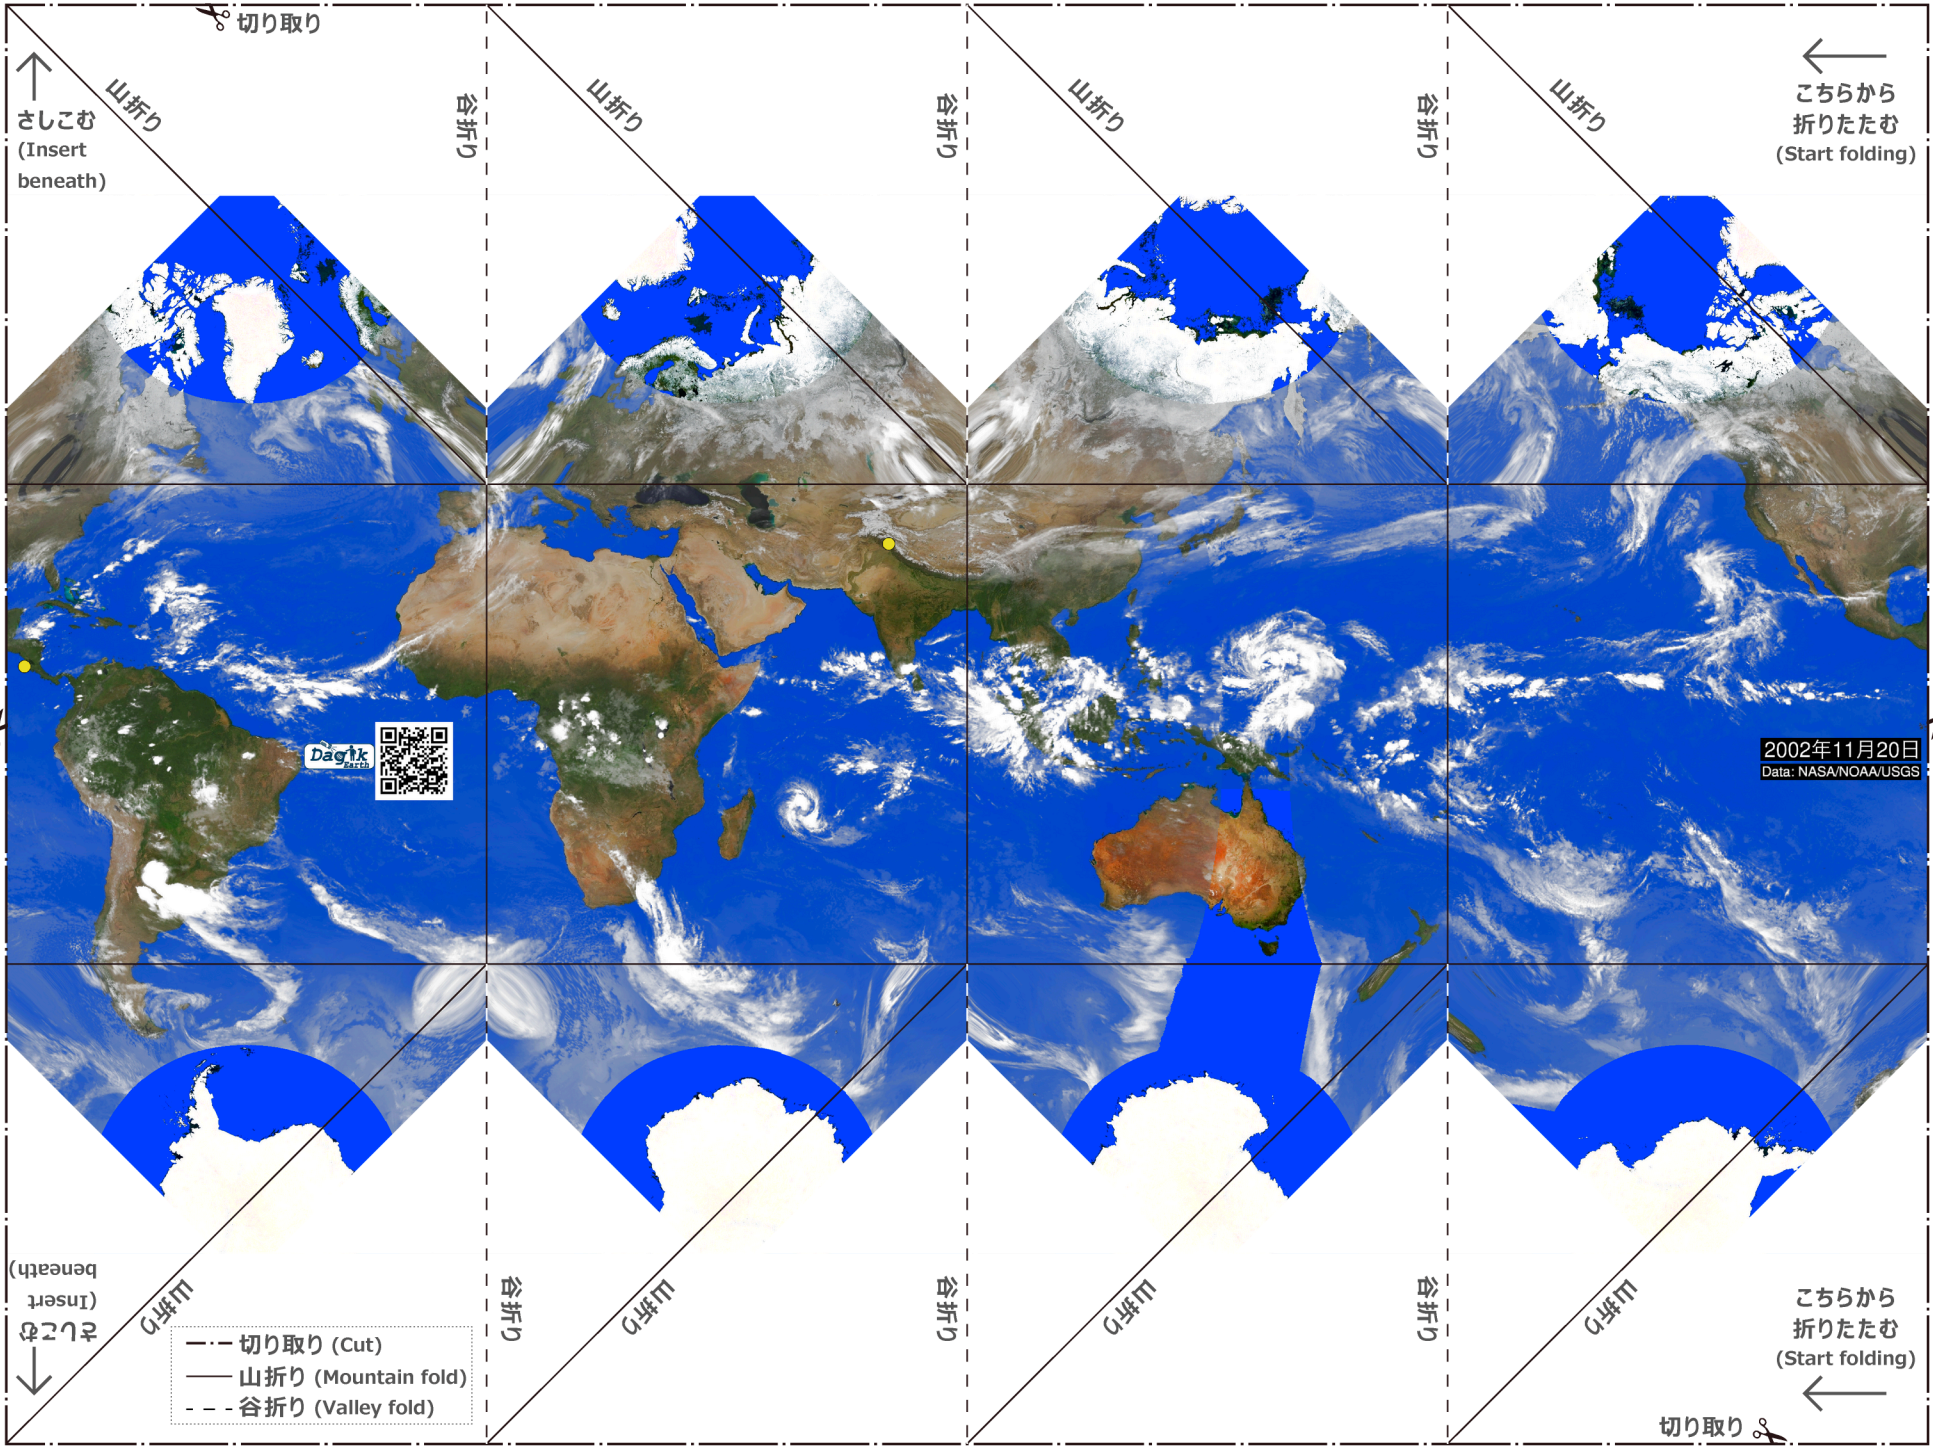 切り取り
山折り
谷折り
山折り
谷折り
山折り
谷折り
山折り
さしこむ
(Insert
beneath)
こちらから
折りたたむ
(Start folding)
Dagik
Earth
2002年11月20日
Data: NASA/NOAA/USGS
さしこむ
(Insert
beneath)
山折り
谷折り
山折り
谷折り
山折り
谷折り
山折り
切り取り (Cut)
山折り (Mountain fold)
谷折り (Valley fold)
こちらから
折りたたむ
(Start folding)
切り取り